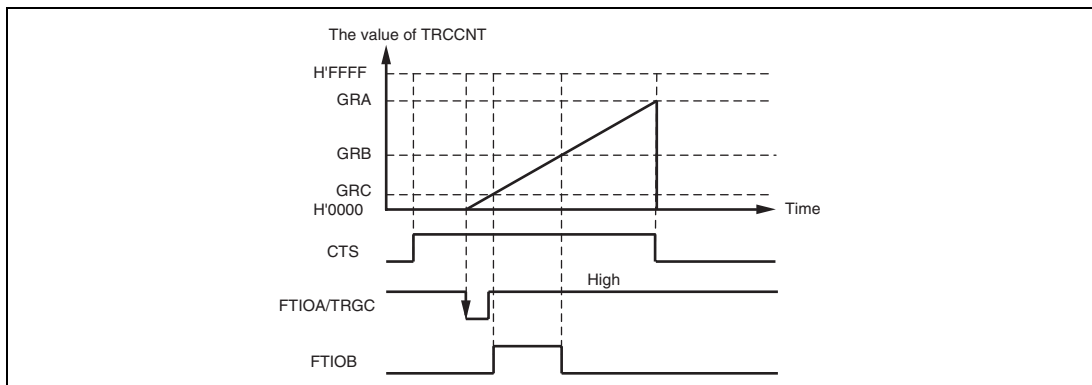 The value of TRCCNT
H'FFFF
GRA
GRB
GRC
H'0000
Time
CTS
High
FTIOA/TRGC
FTIOB